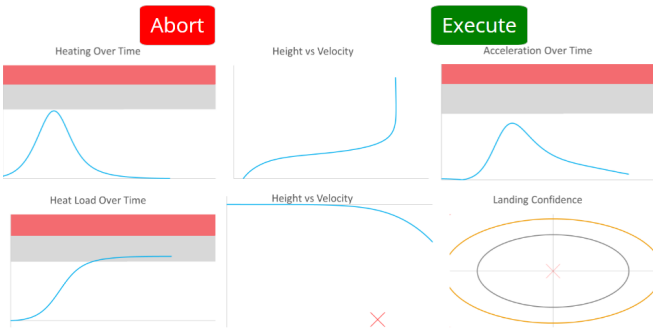 Abort
Execute
Heating Over Time
Height vs Velocity
Acceleration Over Time
Heat Load Over Time
Height vs Velocity
Landing Confidence